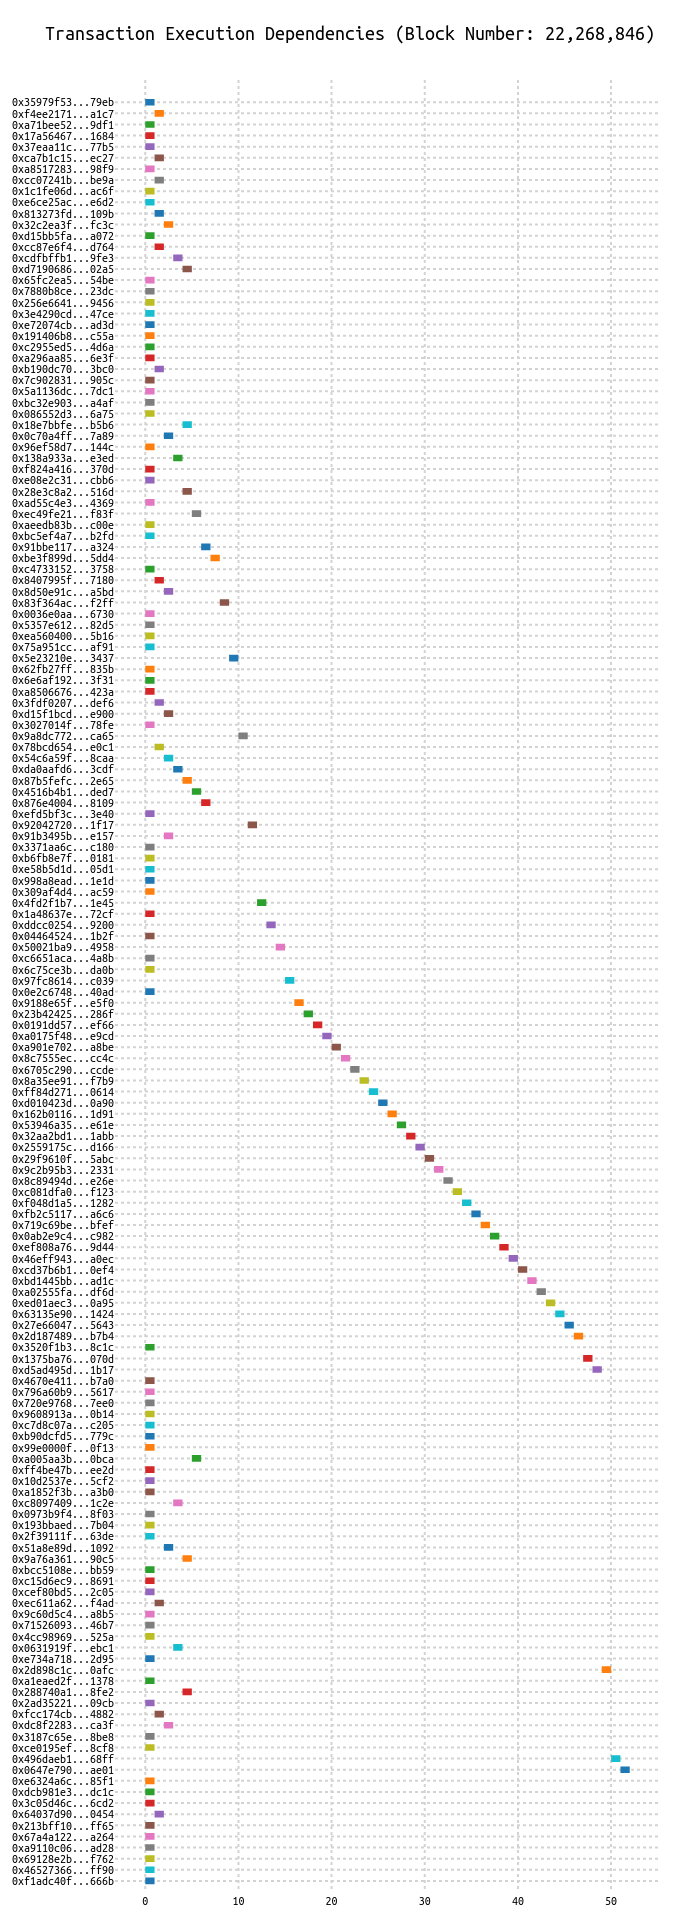 Transaction Execution Dependencies (Block Number: 22,268,846)
0x35979f53...79eb
0xf4ee2171...a1c7
0xa71bee52...9df1
0x17a56467...1684
0x37eaa11c...77b5
0xca7b1c15...ec27
0xa8517283...98f9
0xcc07241b...be9a
0x1c1fe06d...ac6f
0xe6ce25ac...e6d2
0x813273fd...109b
0x32c2ea3f...fc3c
0xd15bb5fa...a072
0xcc87e6f4...d764
0xcdfbffb1...9fe3
0xd7190686...02a5
0x65fc2ea5...54be
0x7880b8ce...23dc
0x256e6641...9456
0x3e4290cd...47ce
0xe72074cb...ad3d
0x191406b8...c55a
0xc2955ed5...4d6a
0xa296aa85...6e3f
0xb190dc70...3bc0
0x7c902831...905c
0x5a1136dc...7dc1
0xbc32e903...a4af
0x086552d3...6a75
0x18e7bbfe...b5b6
0x0c70a4ff...7a89
0x96ef58d7...144c
0x138a933a...e3ed
0xf824a416...370d
0xe08e2c31...cbb6
0x28e3c8a2...516d
0xad55c4e3...4369
0xec49fe21...f83f
0xaeedb83b...c00e
0xbc5ef4a7...b2fd
0x91bbe117...a324
0xbe3f899d...5dd4
0xc4733152...3758
0x8407995f...7180
0x8d50e91c...a5bd
0x83f364ac...f2ff
0x0036e0aa...6730
0x5357e612...82d5
0xea560400...5b16
0x75a951cc...af91
0x5e23210e...3437
0x62fb27ff...835b
0x6e6af192...3f31
0xa8506676...423a
0x3fdf0207...def6
0xd15f1bcd...e900
0x3027014f...78fe
0x9a8dc772...ca65
0x78bcd654...e0c1
0x54c6a59f...8caa
0xda0aafd6...3cdf
0x87b5fefc...2e65
0x4516b4b1...ded7
0x876e4004...8109
0xefd5bf3c...3e40
0x92042720...1f17
0x91b3495b...e157
0x3371aa6c...c180
0xb6fb8e7f...0181
0xe58b5d1d...05d1
0x998a8ead...1e1d
0x309af4d4...ac59
0x4fd2f1b7...1e45
0x1a48637e...72cf
0xddcc0254...9200
0x04464524...1b2f
0x50021ba9...4958
0xc6651aca...4a8b
0x6c75ce3b...da0b
0x97fc8614...c039
0x0e2c6748...40ad
0x9188e65f...e5f0
0x23b42425...286f
0x0191dd57...ef66
0xa0175f48...e9cd
0xa901e702...a8be
0x8c7555ec...cc4c
0x6705c290...ccde
0x8a35ee91...f7b9
0xff84d271...0614
0xd010423d...0a90
0x162b0116...1d91
0x53946a35...e61e
0x32aa2bd1...1abb
0x2559175c...d166
0x29f9610f...5abc
0x9c2b95b3...2331
0x8c89494d...e26e
0xc081dfa0...f123
0xf048d1a5...1282
0xfb2c5117...a6c6
0x719c69be...bfef
0x0ab2e9c4...c982
0xef808a76...9d44
0x46eff943...a0ec
0xcd37b6b1...0ef4
0xbd1445bb...ad1c
0xa02555fa...df6d
0xed01aec3...0a95
0x63135e90...1424
0x27e66047...5643
0x2d187489...b7b4
0x3520f1b3...8c1c
0x1375ba76...070d
0xd5ad495d...1b17
0x4670e411...b7a0
0x796a60b9...5617
0x720e9768...7ee0
0x9608913a...0b14
0xc7d8c07a...c205
0xb90dcfd5...779c
0x99e0000f...0f13
0xa005aa3b...0bca
0xff4be47b...ee2d
0x10d2537e...5cf2
0xa1852f3b...a3b0
0xc8097409...1c2e
0x0973b9f4...8f03
0x193bbaed...7b04
0x2f39111f...63de
0x51a8e89d...1092
0x9a76a361...90c5
0xbcc5108e...bb59
0xc15d6ec9...8691
0xcef80bd5...2c05
0xec611a62...f4ad
0x9c60d5c4...a8b5
0x71526093...46b7
0x4cc98969...525a
0x0631919f...ebc1
0xe734a718...2d95
0x2d898c1c...0afc
0xa1eaed2f...1378
0x288740a1...8fe2
0x2ad35221...09cb
0xfcc174cb...4882
0xdc8f2283...ca3f
0x3187c65e...8be8
0xce0195ef...8cf8
0x496daeb1...68ff
0x0647e790...ae01
0xe6324a6c...85f1
0xdcb981e3...dc1c
0x3c05d46c...6cd2
0x64037d90...0454
0x213bff10...ff65
0x67a4a122...a264
0xa9110c06...ad28
0x69128e2b...f762
0x46527366...ff90
0xf1adc40f...666b
0 10 20 30 40 50